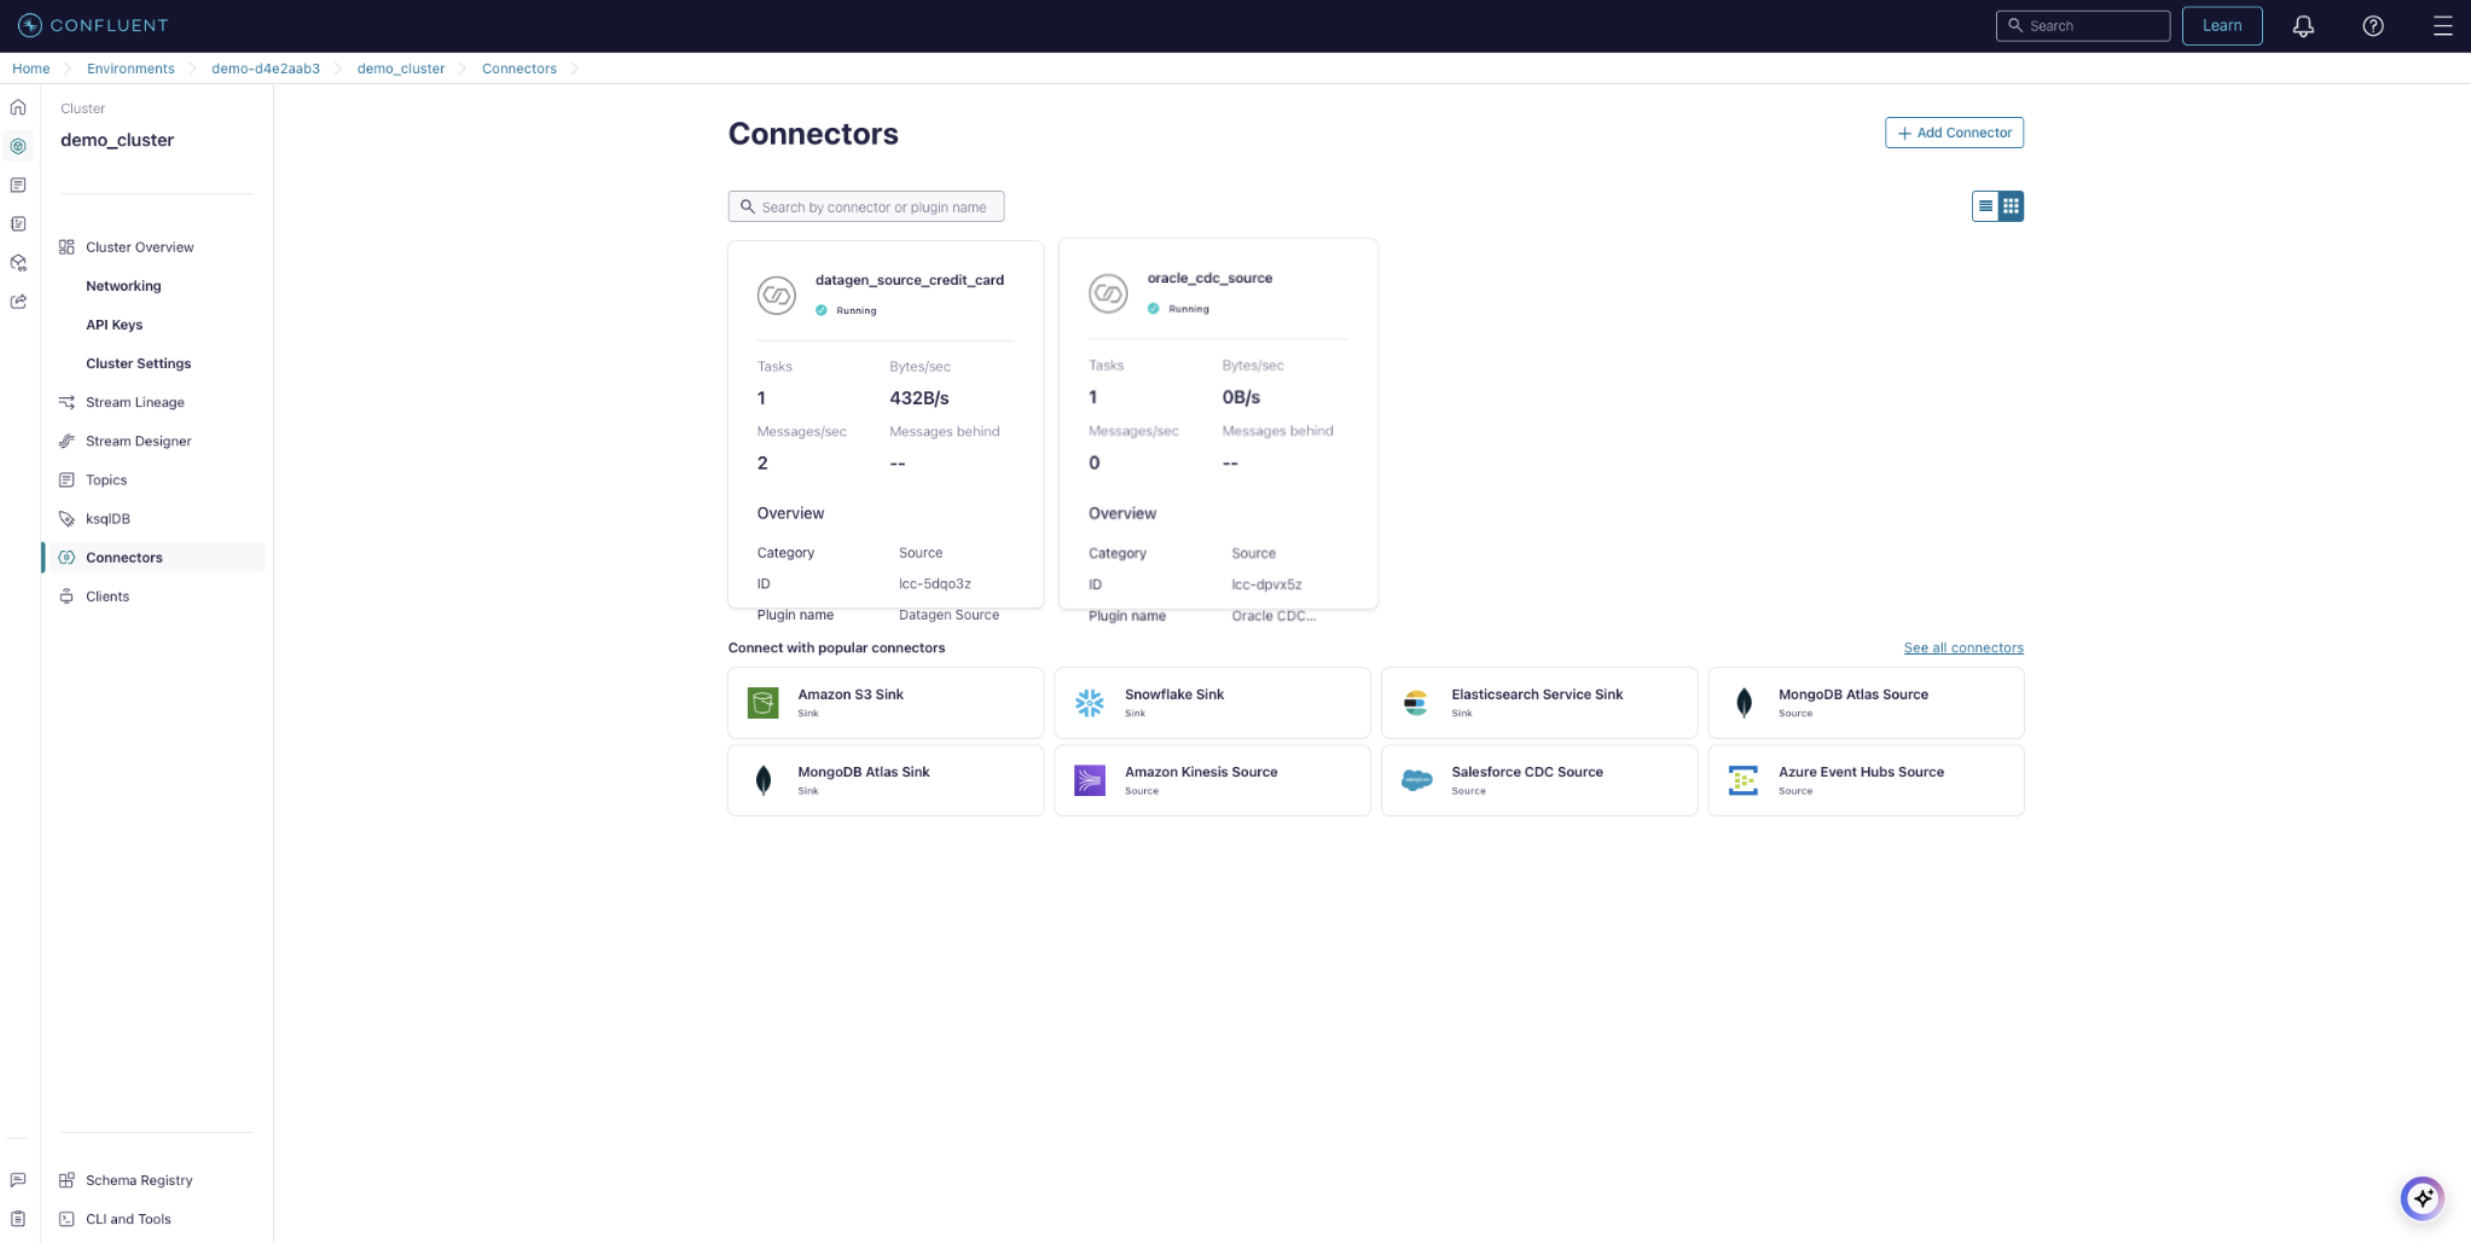 CONFLUENT
Search
Learn
Home
Environments
demo-d4e2aab3
demo_cluster
Connectors
Cluster
demo_cluster
Cluster Overview
Networking
API Keys
Cluster Settings
Stream Lineage
Stream Designer
Topics
ksqlDB
Connectors
Clients
Schema Registry
CLI and Tools
Connectors
Add Connector
Search by connector or plugin name
datagen_source_credit_card
Running
Tasks
Bytes/sec
1
432B/s
Messages/sec
Messages behind
2
--
Overview
Category
Source
ID
lcc-5dqo3z
Plugin name
Datagen Source
oracle_cdc_source
Running
Tasks
Bytes/sec
1
0B/s
Messages/sec
Messages behind
0
--
Overview
Category
Source
ID
lcc-dpvx5z
Plugin name
Oracle CDC...
Connect with popular connectors
See all connectors
Amazon S3 Sink
Sink
Snowflake Sink
Sink
Elasticsearch Service Sink
Sink
MongoDB Atlas Source
Source
MongoDB Atlas Sink
Sink
Amazon Kinesis Source
Source
Salesforce CDC Source
Source
Azure Event Hubs Source
Source